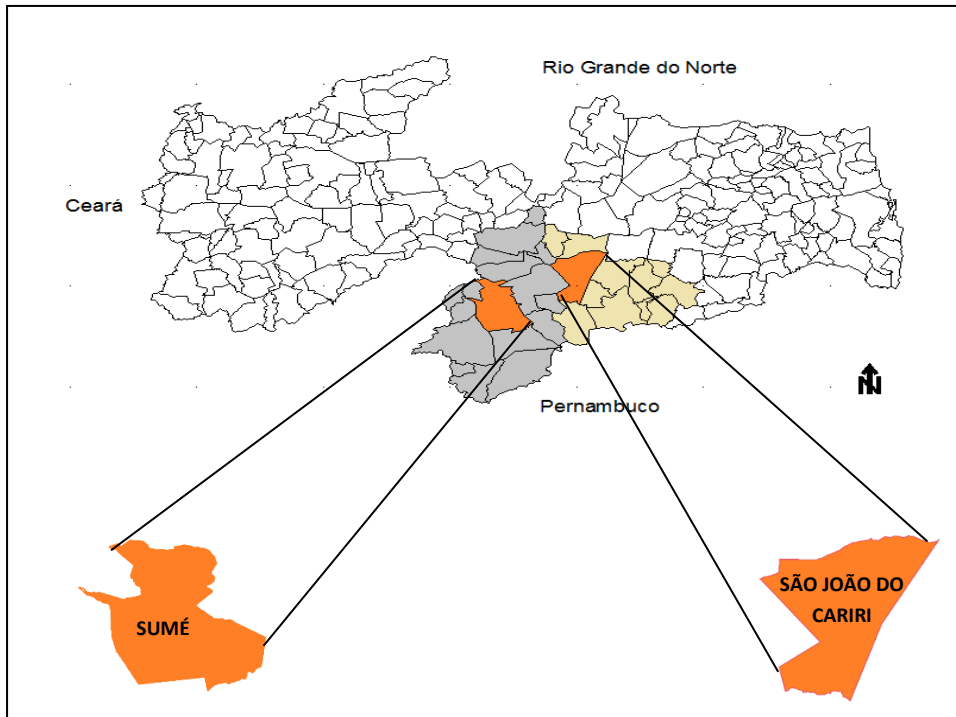 Rio Grande do Norte
Ceará
Pernambuco
N
SUMÉ
SÃO JOÃO DO
CARIRI